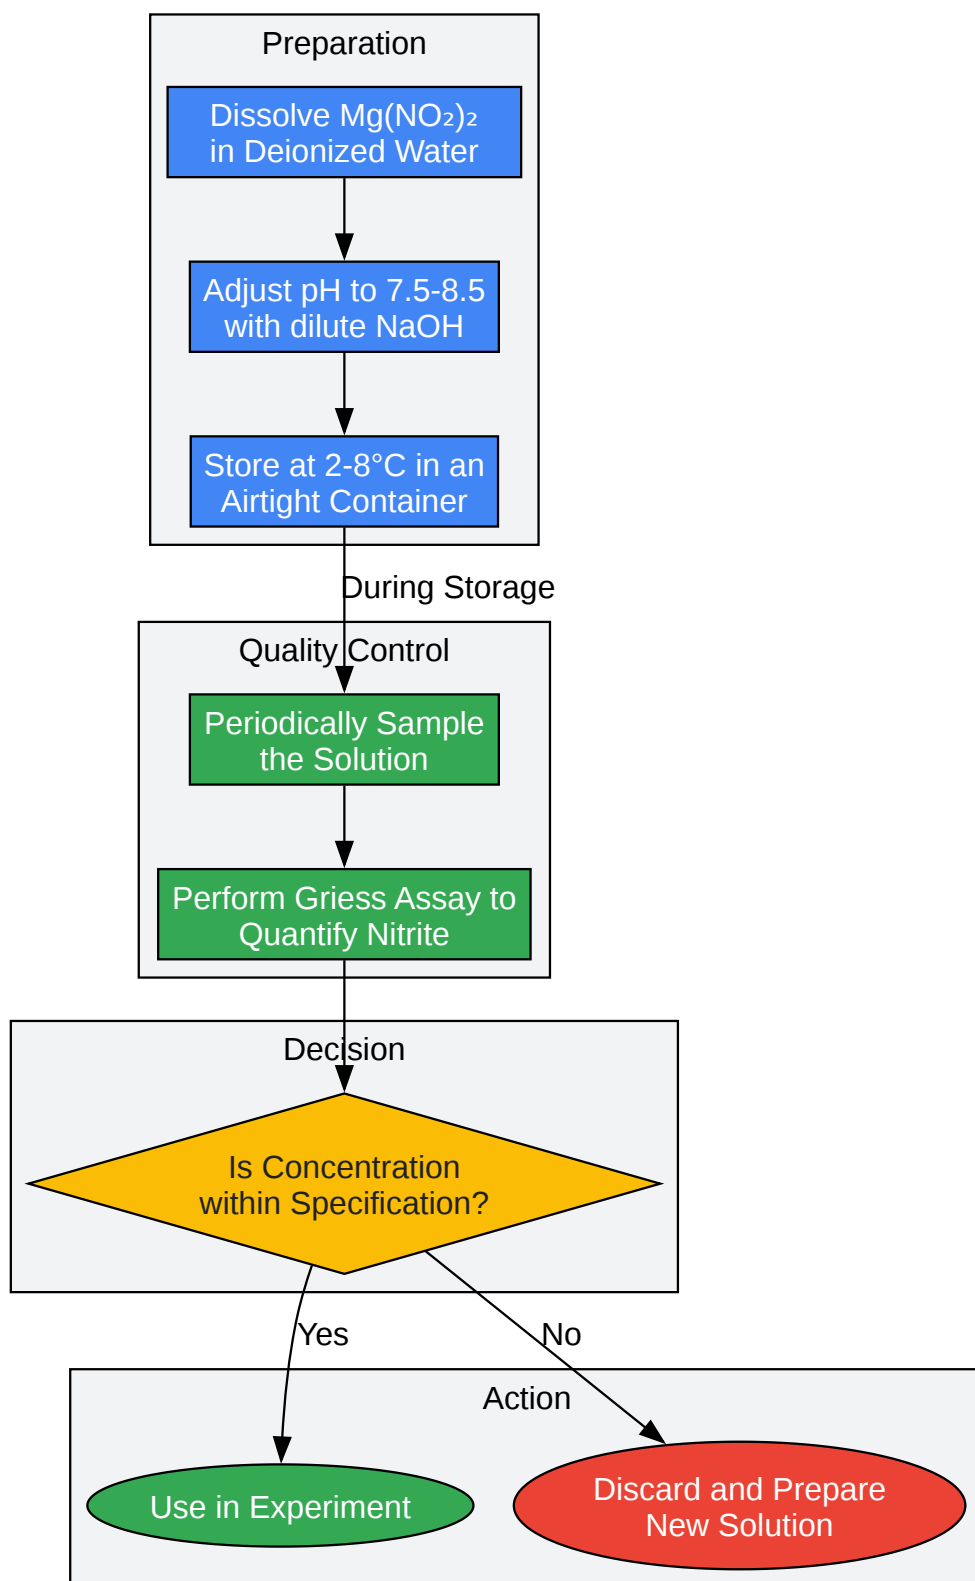 Preparation
Dissolve Mg(NO₂)₂
in Deionized Water
Adjust pH to 7.5-8.5
with dilute NaOH
Store at 2-8°C in an
Airtight Container
During Storage
Quality Control
Periodically Sample
the Solution
Perform Griess Assay to
Quantify Nitrite
Decision
Is Concentration
within Specification?
Yes
No
Action
Use in Experiment
Discard and Prepare
New Solution